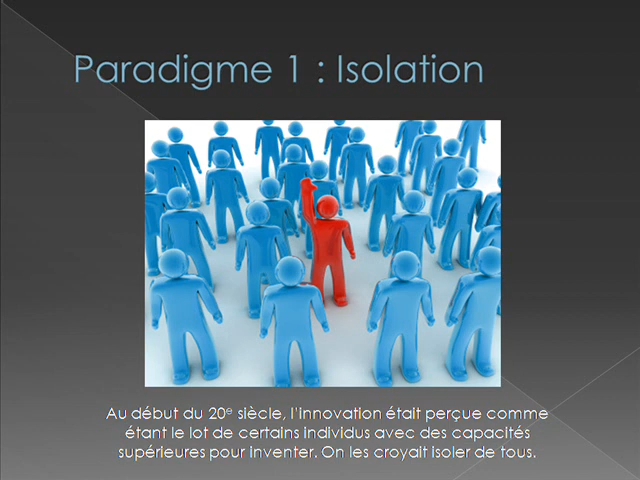 Paradigme 1 : Isolation
Au début du 20e siècle, l'innovation était perçue comme
étant le lot de certains individus avec des capacités
supérieures pour inventer. On les croyait isoler de tous.